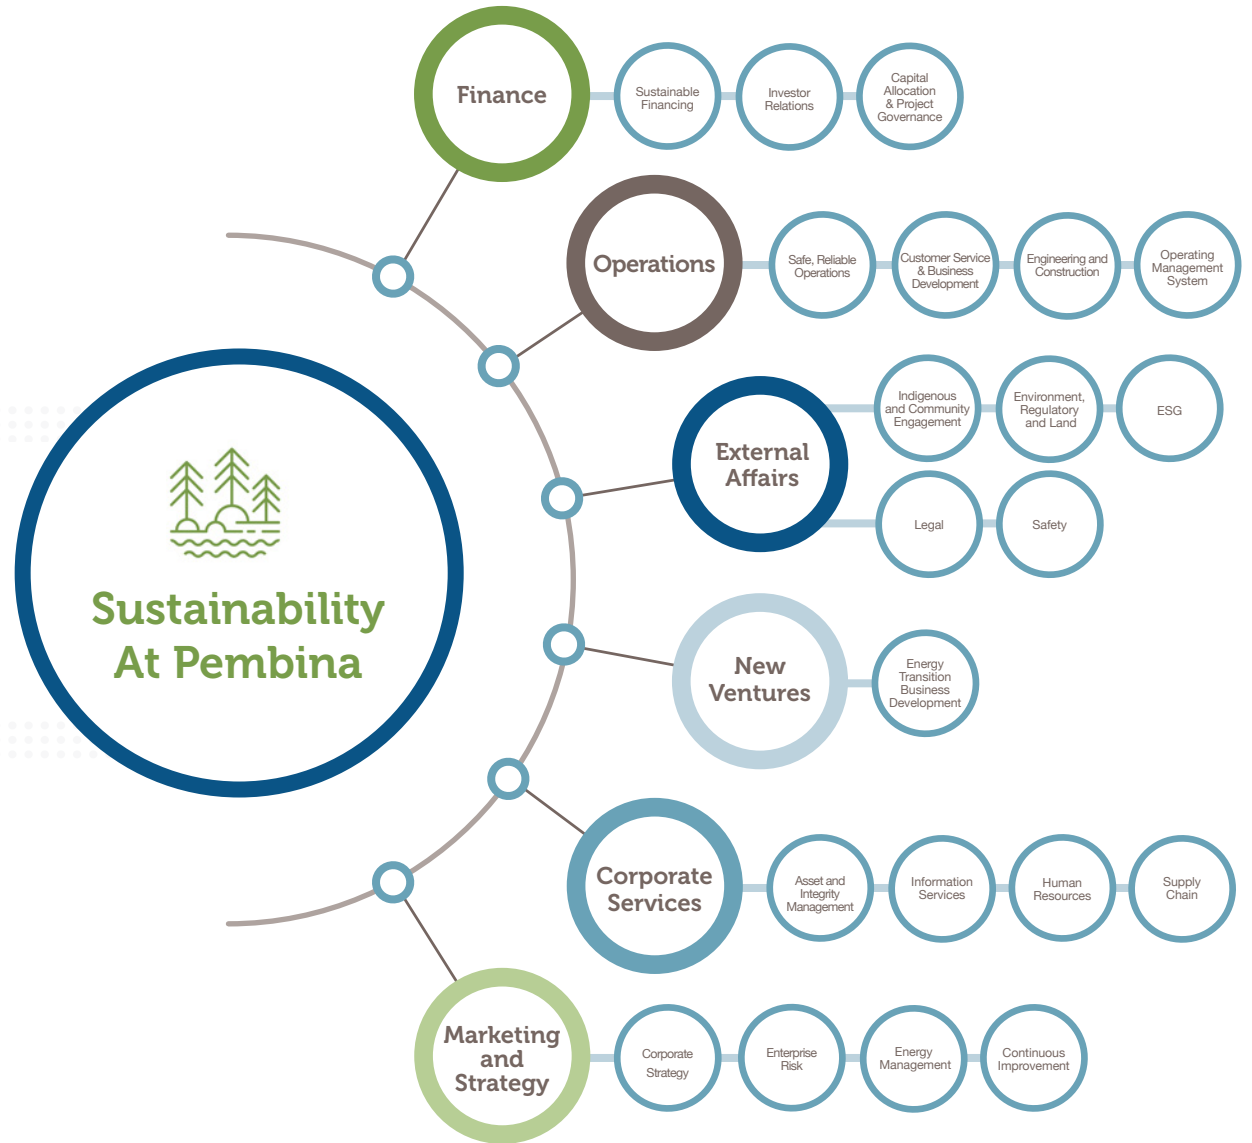 Finance
Sustainable
Financing
Investor
Relations
Capital
Allocation
& Project
Governance
Operations
Safe, Reliable
Operations
Customer Service
& Business
Development
Engineering and
Construction
Operating
Management
System
External
Affairs
Indigenous
and Community
Engagement
Environment,
Regulatory
and Land
ESG
Legal
Safety
Sustainability
At Pembina
New
Ventures
Energy
Transition
Business
Development
Corporate
Services
Asset and
Integrity
Management
Information
Services
Human
Resources
Supply
Chain
Marketing
and
Strategy
Corporate
Strategy
Enterprise
Risk
Energy
Management
Continuous
Improvement